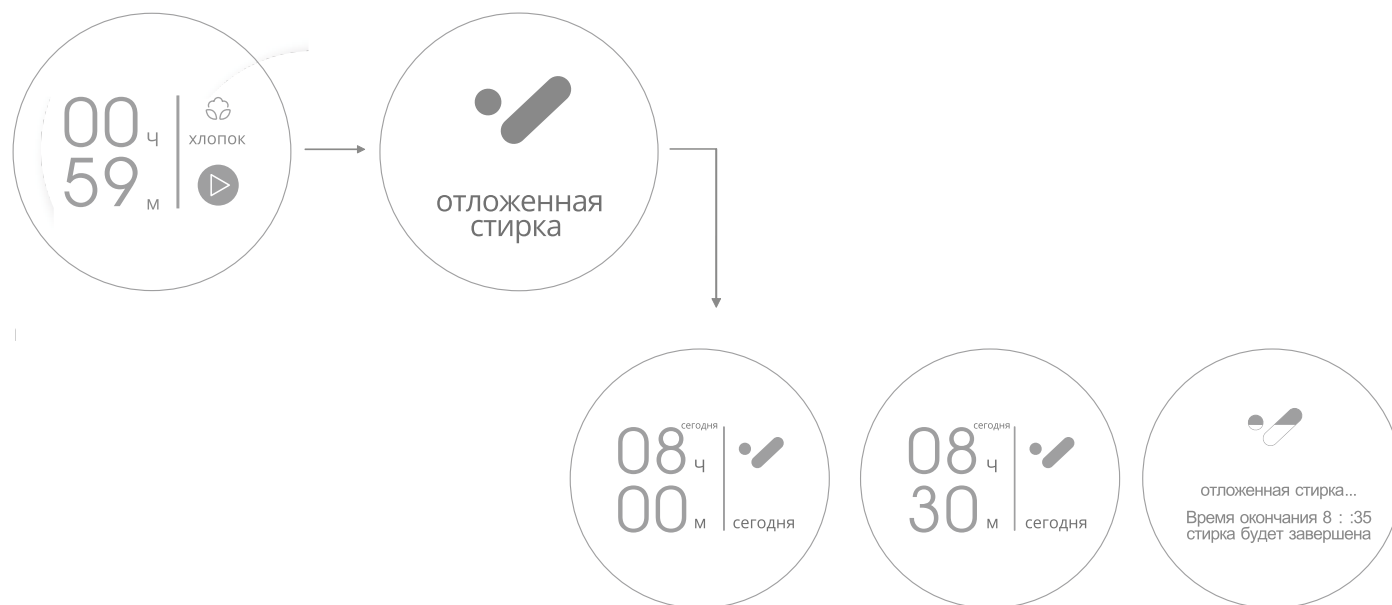 00 ч
59 м
хлопок
отложенная
стирка
08 ч сегодня
00 м
сегодня
08 ч сегодня
30 м
сегодня
отложенная стирка...
Время окончания 8 : :35
стирка будет завершена